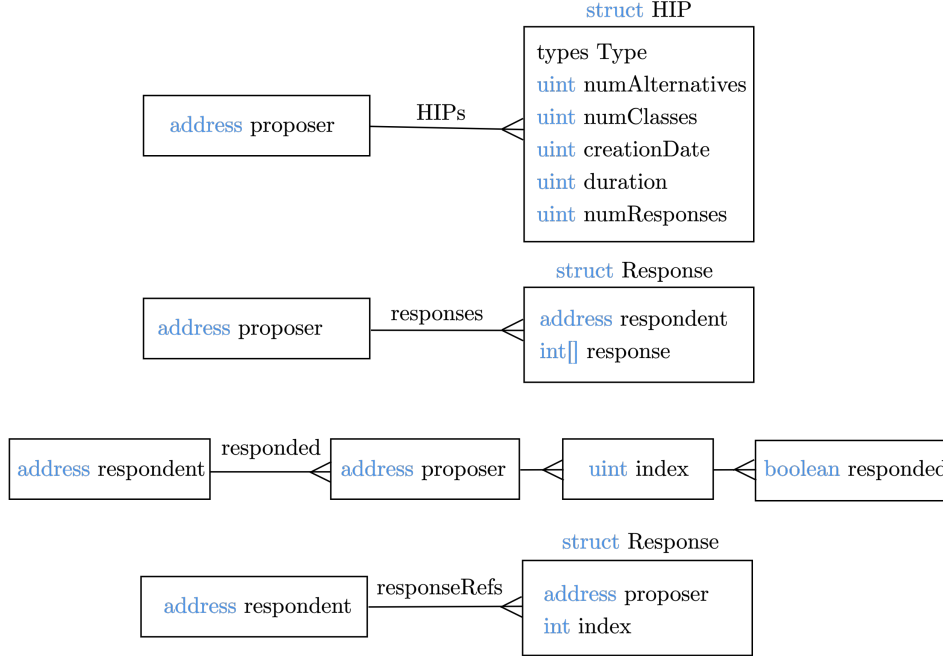 struct HIP
types Type
uint numAlternatives
uint numClasses
uint creationDate
uint duration
uint numResponses
address proposer
HIPs
struct Response
address proposer
responses
address respondent
int[] response
address respondent
responded
address proposer
uint index
boolean responded
struct Response
address respondent
responseRefs
address proposer
int index